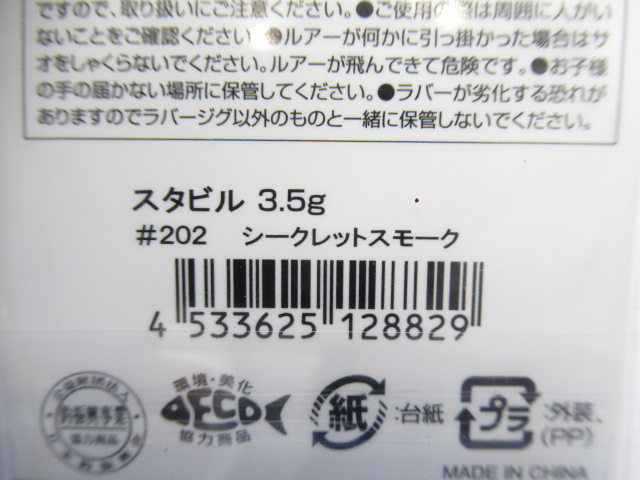 ですので、取り扱いにご注意ください。●ご使用の際は周囲に人がい
ないことをご確認ください ●ルアーが何かに引っ掛かった場合はサ
オをしゃくらないでください。ルアーが飛んできて危険です。●お子様
の手の届かない場所に保管してください。●ラバーが劣化する恐れが
ありますのでラバージグ以外のものと一緒に保管しないでください。
スタビル 3.5g
#202 シークレットスモーク
4 533625 128829
環境・美化
ECO
協力商品
協力商品
紙 :台紙
プラ :外装
(PP)
MADE IN CHINA